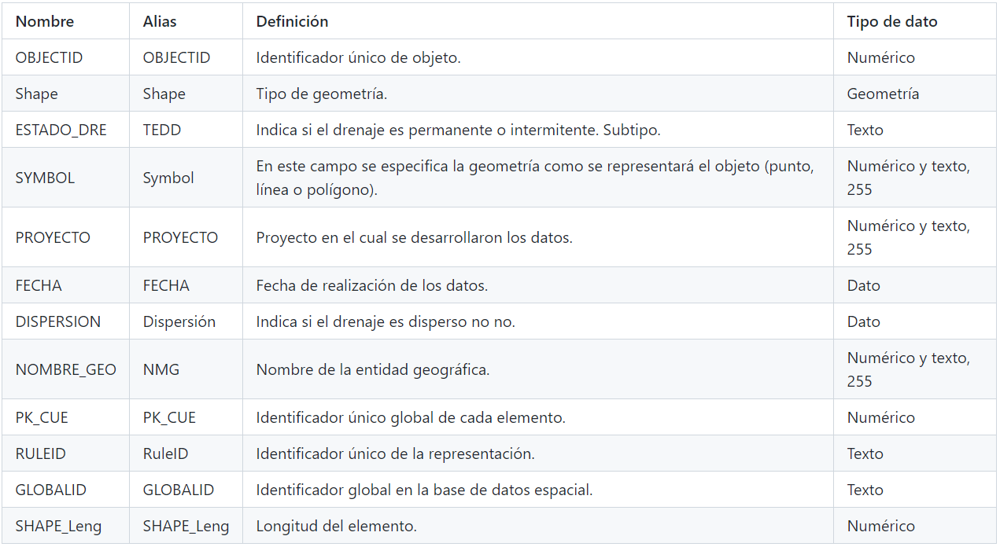 Nombre Alias Definición Tipo de dato
OBJECTID OBJECTID Identificador único de objeto. Numérico
Shape Shape Tipo de geometría. Geometría
ESTADO_DRE TEDD Indica si el drenaje es permanente o intermitente. Subtipo. Texto
SYMBOL Symbol En este campo se especifica la geometría como se representará el objeto (punto,
línea o polígono). Numérico y texto,
255
PROYECTO PROYECTO Proyecto en el cual se desarrollaron los datos. Numérico y texto,
255
FECHA FECHA Fecha de realización de los datos. Dato
DISPERSION Dispersión Indica si el drenaje es disperso no no. Dato
NOMBRE_GEO NMG Nombre de la entidad geográfica. Numérico y texto,
255
PK_CUE PK_CUE Identificador único global de cada elemento. Numérico
RULEID RuleID Identificador único de la representación. Texto
GLOBALID GLOBALID Identificador global en la base de datos espacial. Texto
SHAPE_Leng SHAPE_Leng Longitud del elemento. Numérico